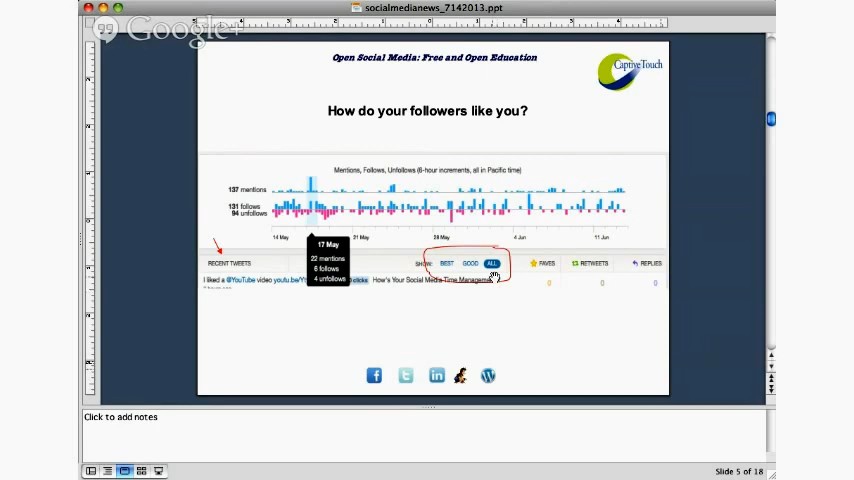 socialmedianews_7142013.ppt
Google+
Open Social Media: Free and Open Education
CaptiveTouch
How do your followers like you?
Mentions, Follows, Unfollows (6-hour increments, all in Pacific time)
137 mentions
131 follows
94 unfollows
14 May 21 May 28 May 4 Jun 11 Jun
17 May
22 mentions
6 follows
4 unfollows
RECENT TWEETS SHOW: BEST GOOD ALL FAVES RETWEETS REPLIES
I liked a @YouTube video youtu.be/ clicks How's Your Social Media Time 0 0 0
Click to add notes
Slide 5 of 18